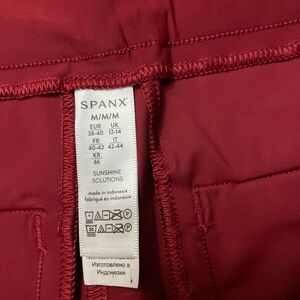 SPANX
M/M/M
EUR UK
38-40 12-14
FR IT
40-42 42-44
KR
66
SUNSHINE
SOLUTIONS
made in indonesia
Fabriqué en indonésie
30
Изготовлено в
Индонезии